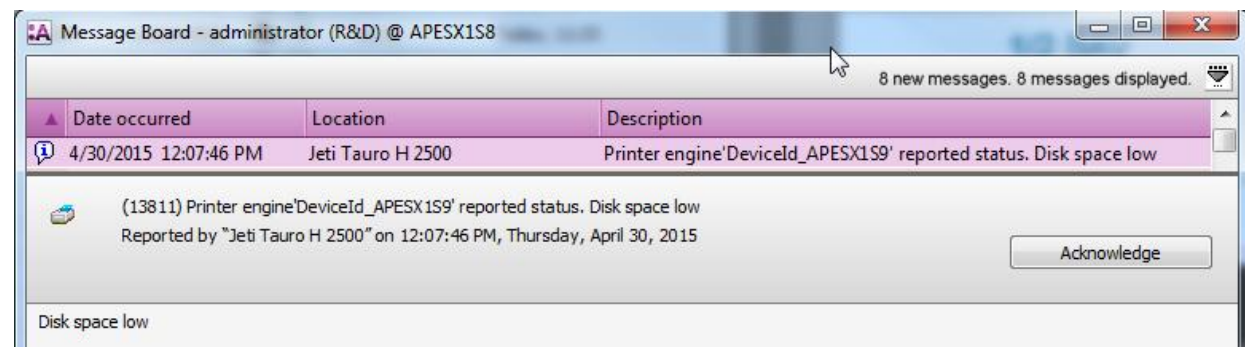 :A Message Board - administrator (R&D) @ APESX1S8
8 new messages. 8 messages displayed.
Date occurred Location Description
4/30/2015 12:07:46 PM Jeti Tauro H 2500 Printer engine'DeviceId_APESX1S9' reported status. Disk space low
(13811) Printer engine'DeviceId_APESX1S9' reported status. Disk space low
Reported by "Jeti Tauro H 2500" on 12:07:46 PM, Thursday, April 30, 2015
Acknowledge
Disk space low